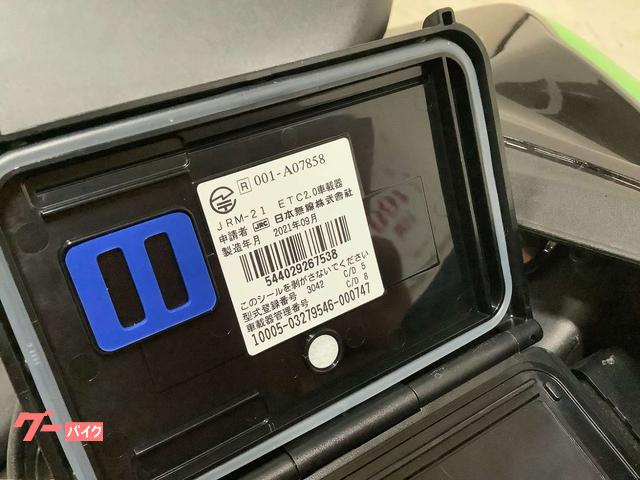 R 001-A07858
JRM-21 ETC2.0車載器
申請者 JRC 日本無線株式會社
製造年月 2021年09月
544029267538
このシールを剥がさないでください
型式登録番号 3042 C/D 5
車載器管理番号 C/D 8
10005-03279546-000747
グーバイク